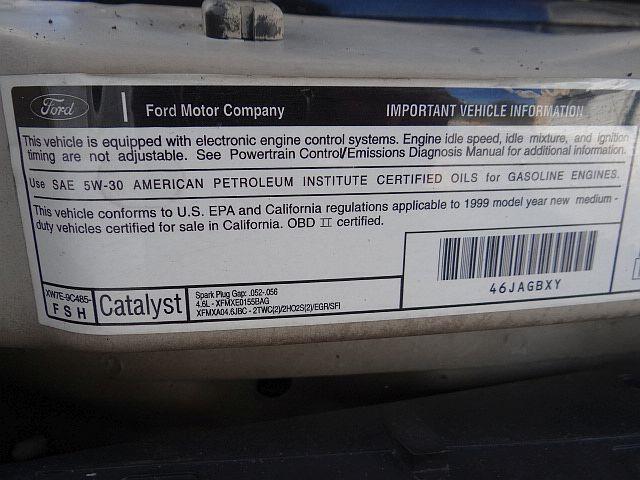 Ford | Ford Motor Company IMPORTANT VEHICLE INFORMATION
This vehicle is equipped with electronic engine control systems. Engine idle speed, idle mixture, and ignition
timing are not adjustable. See Powertrain Control/Emissions Diagnosis Manual for additional information.
Use SAE 5W-30 AMERICAN PETROLEUM INSTITUTE CERTIFIED OILS for GASOLINE ENGINES.
This vehicle conforms to U.S. EPA and California regulations applicable to 1999 model year new medium -
duty vehicles certified for sale in California. OBD II certified.
XW7E-9C485-
FSH
Catalyst
Spark Plug Gap: .052-.056
4.6L - XFMXE0155BAG
XFMXA04.6JBC - 2TWC(2)/2HO2S(2)/EGR/SFI
46JAGBXY